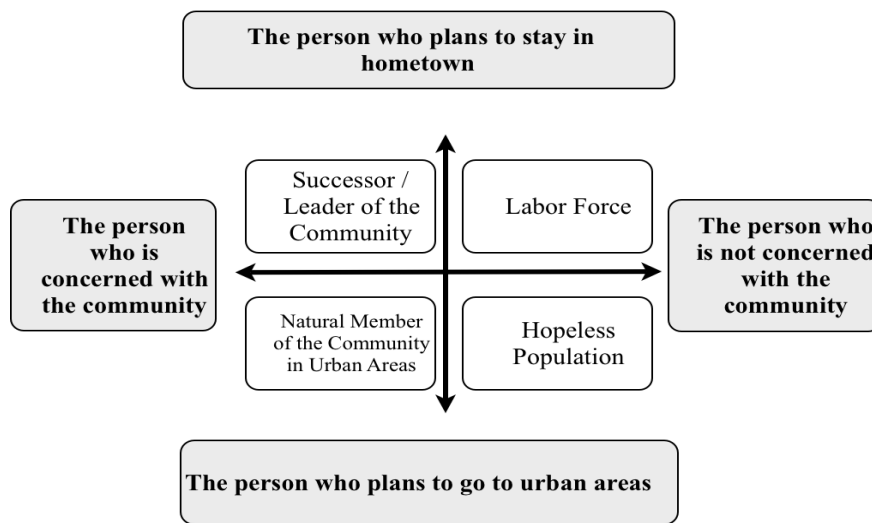 The person who plans to stay in
hometown
Successor /
Leader of the
Community
Labor Force
The person
who is
concerned with
the community
The person who
is not concerned
with the
community
Natural Member
of the Community
in Urban Areas
Hopeless
Population
The person who plans to go to urban areas